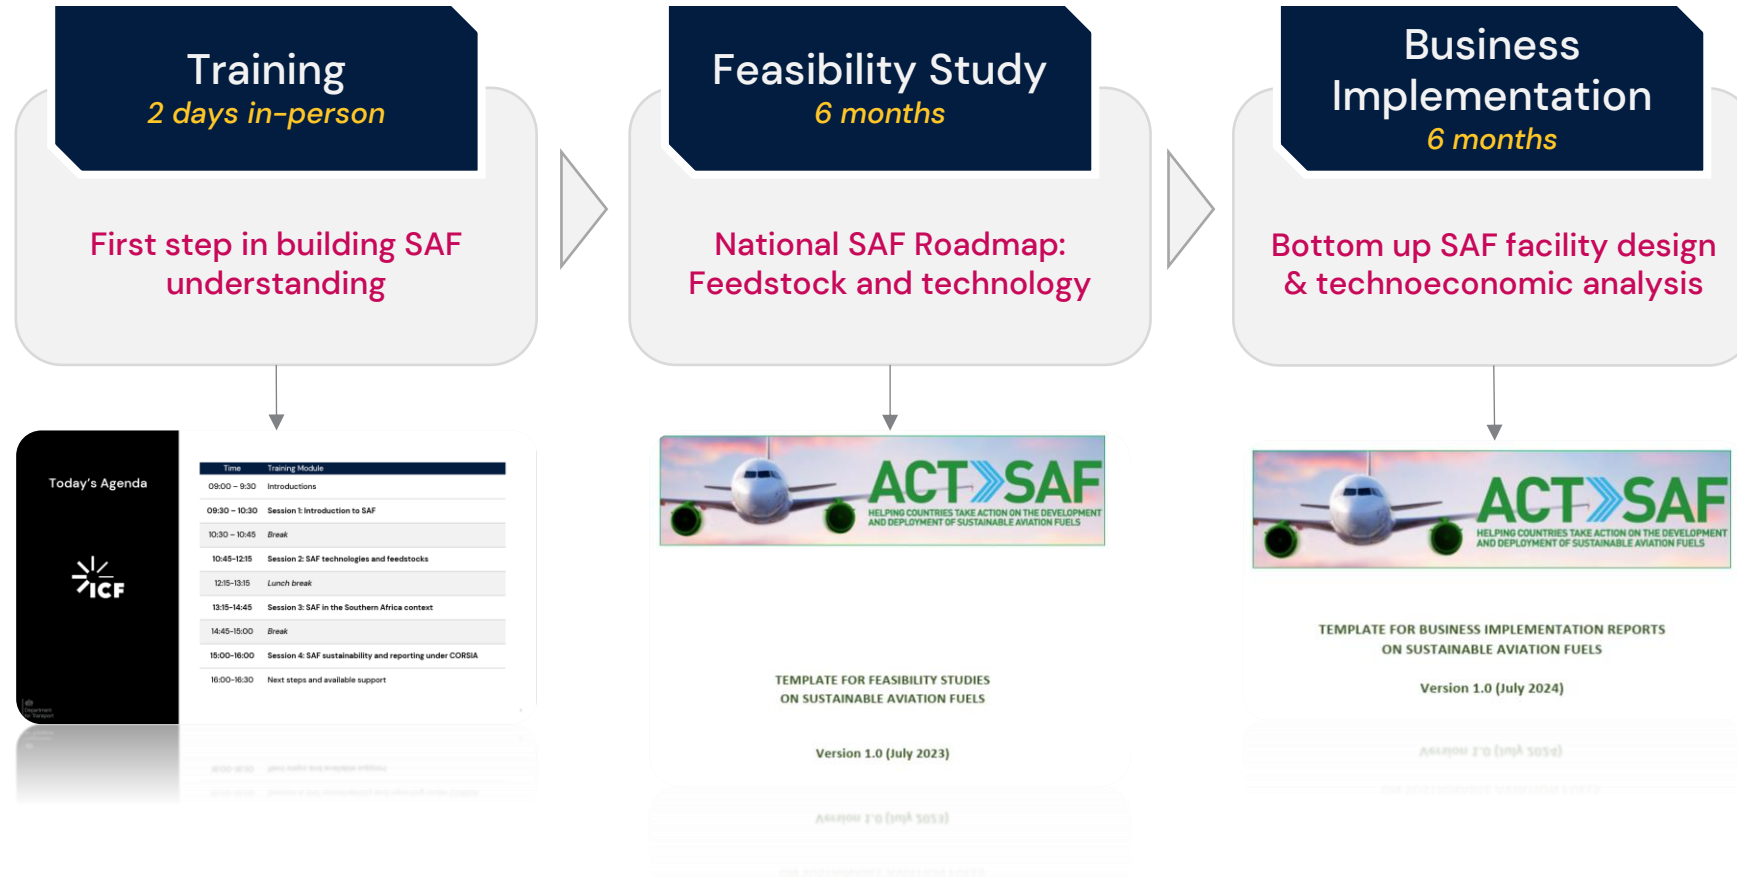 Training
2 days in-person
First step in building SAF
understanding
Feasibility Study
6 months
National SAF Roadmap:
Feedstock and technology
Business
Implementation
6 months
Bottom up SAF facility design
& technoeconomic analysis
Today's Agenda
ICF
Department
for Transport
Time Training Module
09:00 – 9:30 Introductions
09:30 – 10:30 Session 1: Introduction to SAF
10:30 – 10:45 Break
10:45-12:15 Session 2: SAF technologies and feedstocks
12:15-13:15 Lunch break
13:15-14:45 Session 3: SAF in the Southern Africa context
14:45-15:00 Break
15:00-16:00 Session 4: SAF sustainability and reporting under CORSIA
16:00-16:30 Next steps and available support
ACT SAF
HELPING COUNTRIES TAKE ACTION ON THE DEVELOPMENT
AND DEPLOYMENT OF SUSTAINABLE AVIATION FUELS
TEMPLATE FOR FEASIBILITY STUDIES
ON SUSTAINABLE AVIATION FUELS
Version 1.0 (July 2023)
ACT SAF
HELPING COUNTRIES TAKE ACTION ON THE DEVELOPMENT
AND DEPLOYMENT OF SUSTAINABLE AVIATION FUELS
TEMPLATE FOR BUSINESS IMPLEMENTATION REPORTS
ON SUSTAINABLE AVIATION FUELS
Version 1.0 (July 2024)